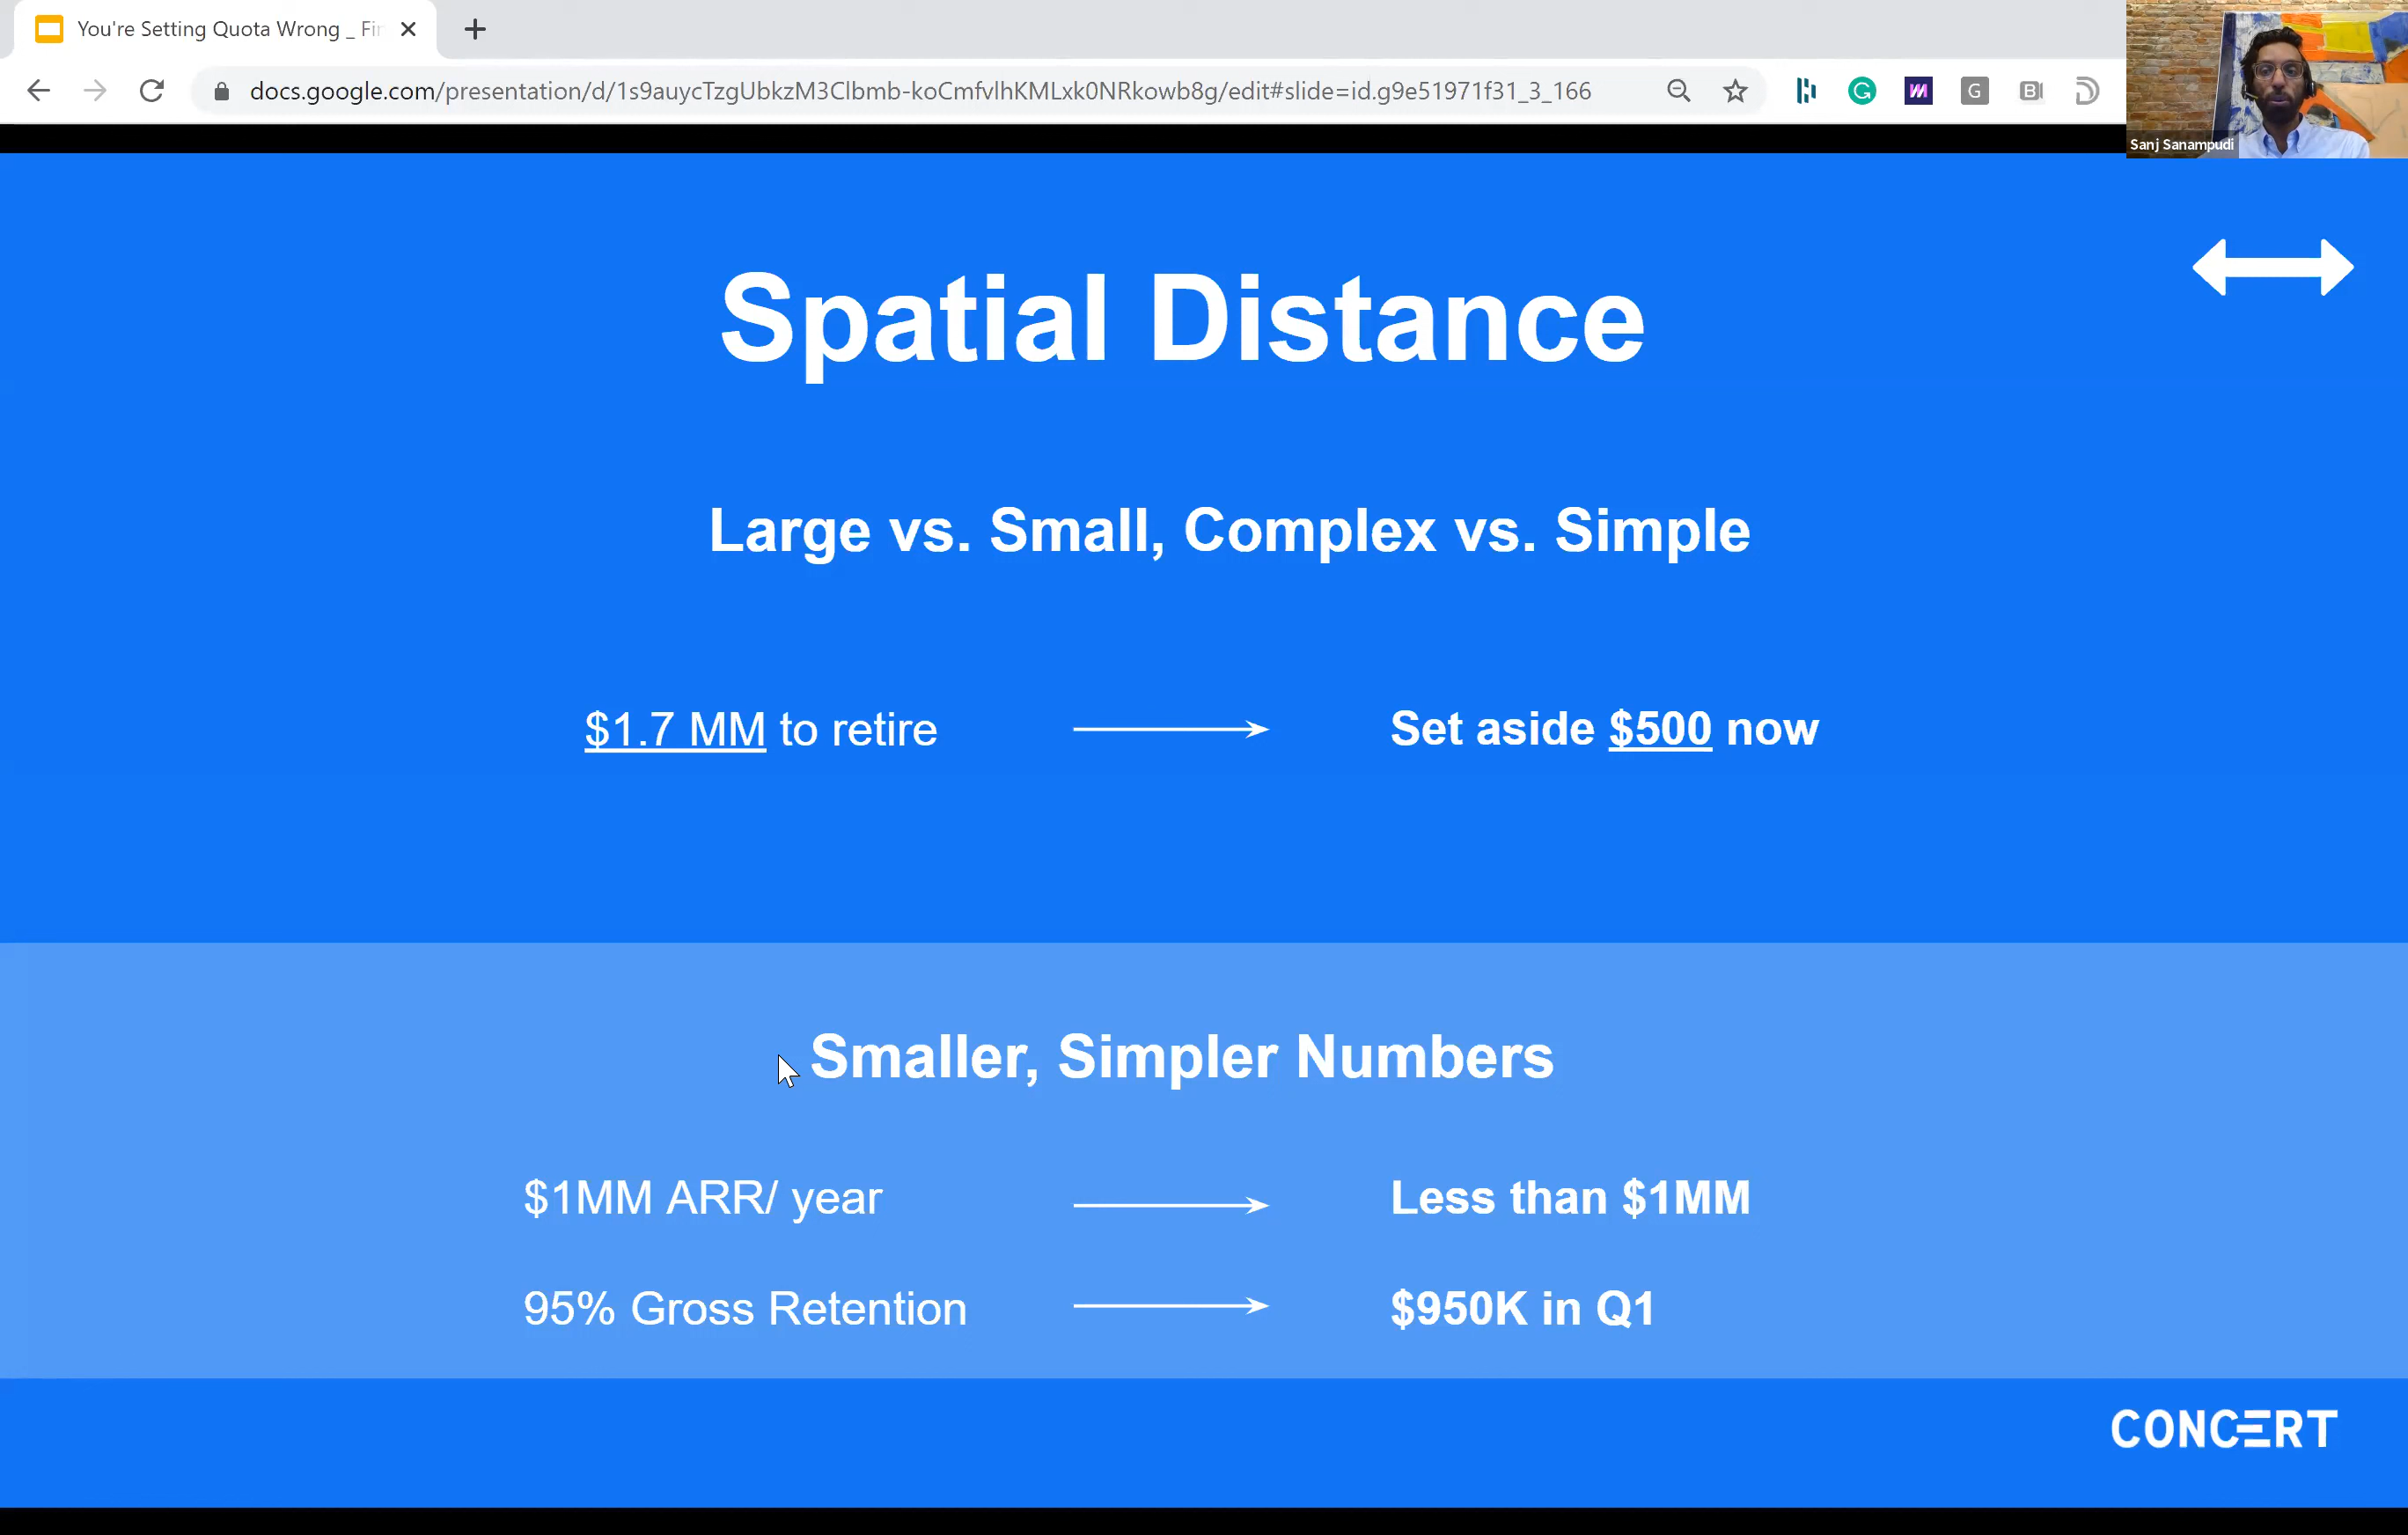 You're Setting Quota Wrong _ Fi
docs.google.com/presentation/d/1s9auycTzgUbkzM3Clbmb-koCmfvlhKMLxk0NRkowb8g/edit#slide=id.g9e51971f31_3_166
Sanj Sanampudi
Spatial Distance
Large vs. Small, Complex vs. Simple
$1.7 MM to retire
Set aside $500 now
Smaller, Simpler Numbers
$1MM ARR/ year
Less than $1MM
95% Gross Retention
$950K in Q1
CONCERT